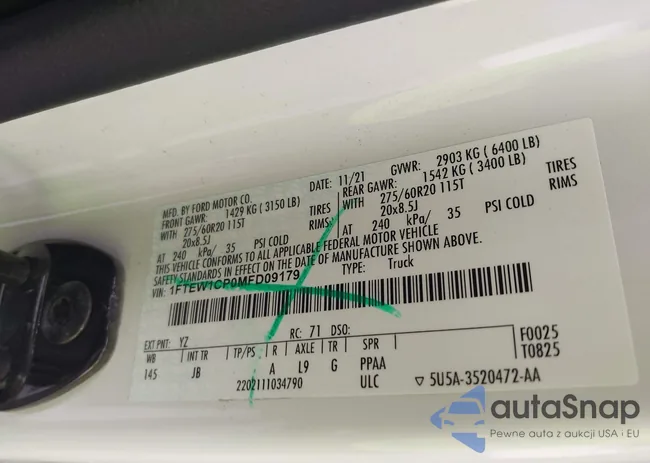 MFD. BY FORD MOTOR CO.
DATE: 11/21
GVWR: 2903 KG ( 6400 LB)
FRONT GAWR: 1429 KG ( 3150 LB)
REAR GAWR: 1542 KG ( 3400 LB)
WITH 275/60R20 115T TIRES
WITH 275/60R20 115T TIRES
20x8.5J RIMS
20x8.5J RIMS
AT 240 kPa/ 35 PSI COLD
AT 240 kPa/ 35 PSI COLD
THIS VEHICLE CONFORMS TO ALL APPLICABLE FEDERAL MOTOR VEHICLE
SAFETY STANDARDS IN EFFECT ON THE DATE OF MANUFACTURE SHOWN ABOVE.
VIN: 1FTEW1CP0MFD09179
TYPE: Truck
EXT PNT: YZ RC: 71 DSO:
F0025
T0825
WB INT TR TP/PS R AXLE TR SPR
145 JB A L9 G PPAA
2202111034790 ULC
5U5A-3520472-AA
autoSnap
Pewne auta z aukcji USA i EU